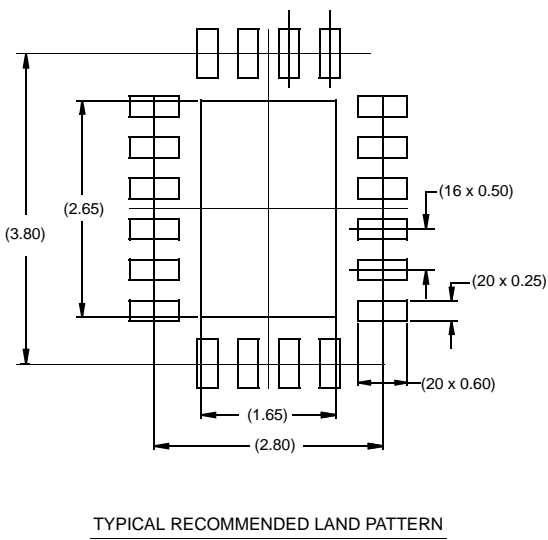 (16 x 0.50)
(2.65)
(3.80)
(20 x 0.25)
(20 x 0.60)
(1.65)
(2.80)
TYPICAL RECOMMENDED LAND PATTERN